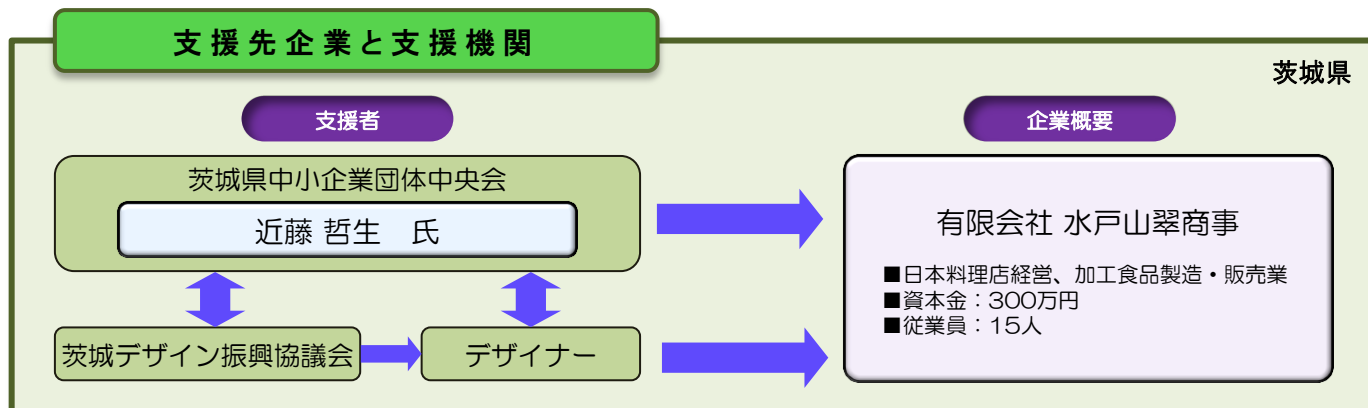 支援先企業と支援機関
茨城県
支援者
茨城県中小企業団体中央会
近藤 哲生　氏
茨城デザイン振興協議会
デザイナー
企業概要
有限会社 水戸山翠商事
■日本料理店経営、加工食品製造・販売業
■資本金：300万円
■従業員：15人